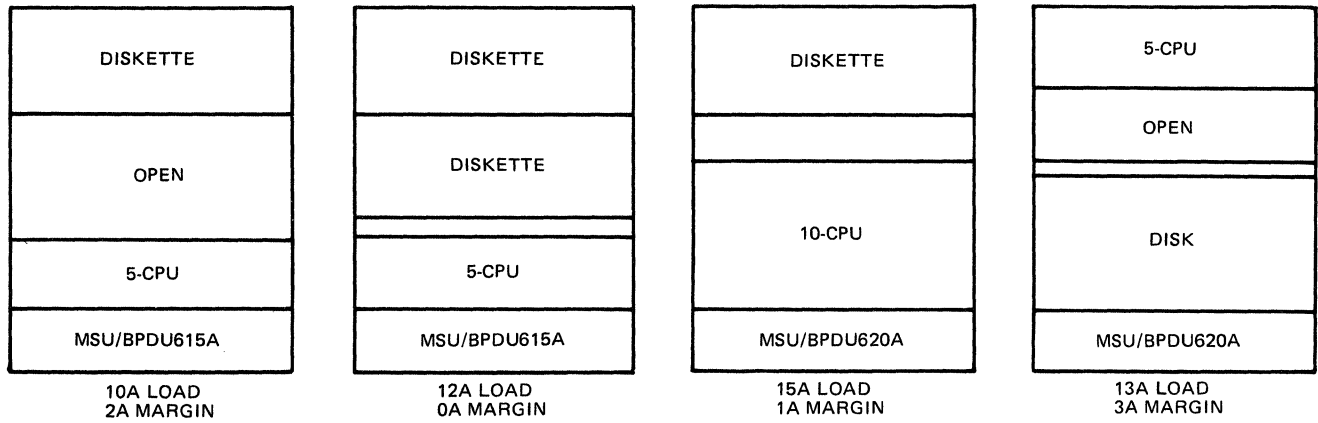 DISKETTE
OPEN
5-CPU
MSU/BPDU615A
10A LOAD
2A MARGIN
DISKETTE
DISKETTE
5-CPU
MSU/BPDU615A
12A LOAD
0A MARGIN
DISKETTE
10-CPU
MSU/BPDU620A
15A LOAD
1A MARGIN
5-CPU
OPEN
DISK
MSU/BPDU620A
13A LOAD
3A MARGIN